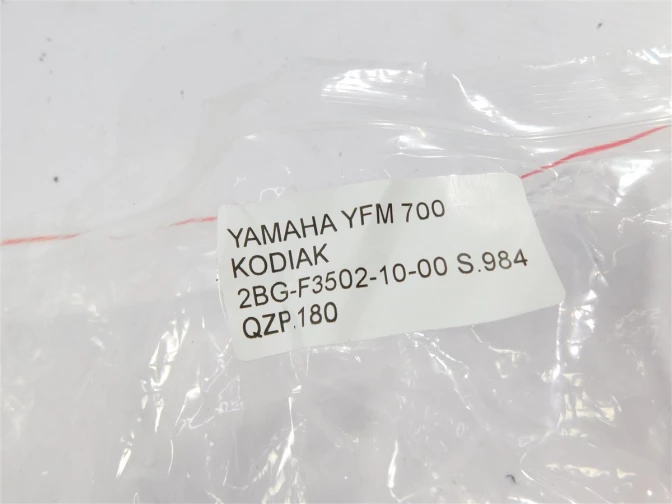 YAMAHA YFM 700
KODIAK
2BG-F3502-10-00 S.984
QZP.180